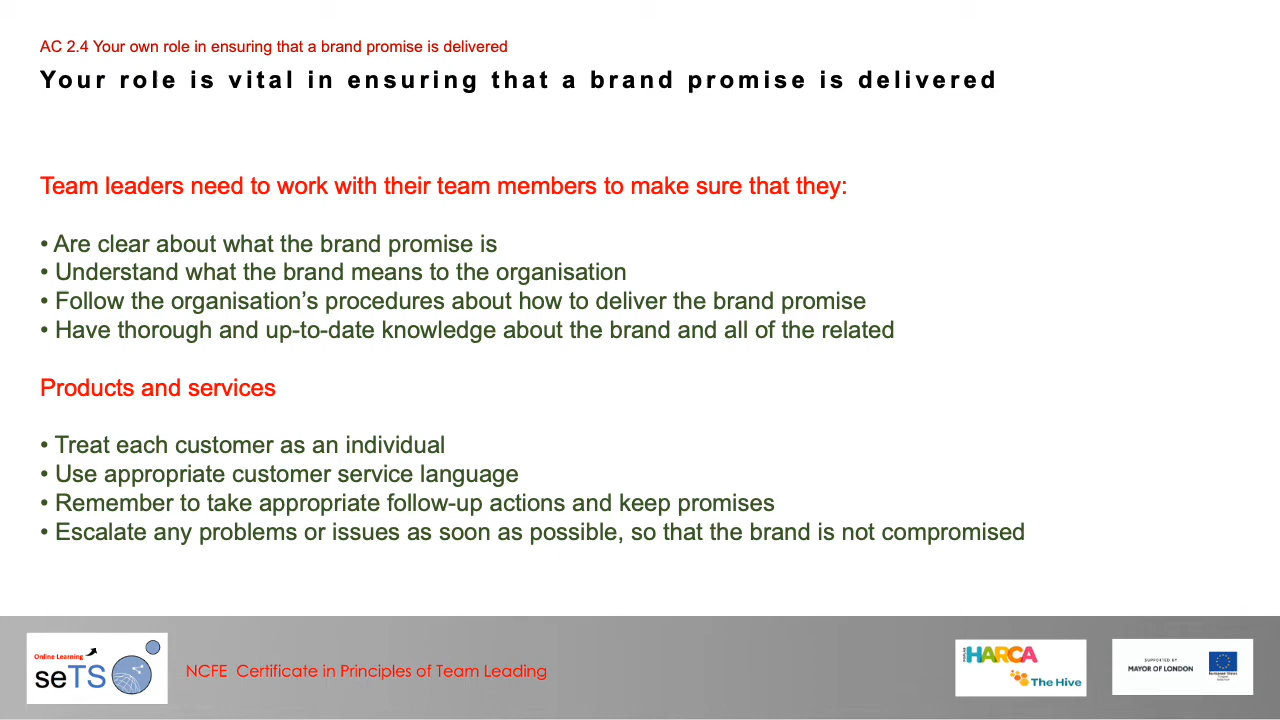 AC 2.4 Your own role in ensuring that a brand promise is delivered
Your role is vital in ensuring that a brand promise is delivered
Team leaders need to work with their team members to make sure that they:
• Are clear about what the brand promise is
• Understand what the brand means to the organisation
• Follow the organisation’s procedures about how to deliver the brand promise
• Have thorough and up-to-date knowledge about the brand and all of the related
Products and services
• Treat each customer as an individual
• Use appropriate customer service language
• Remember to take appropriate follow-up actions and keep promises
• Escalate any problems or issues as soon as possible, so that the brand is not compromised
Online Learning
seTS
NCFE Certificate in Principles of Team Leading
HARCA
The Hive
SUPPORTED BY
MAYOR OF LONDON
European Union